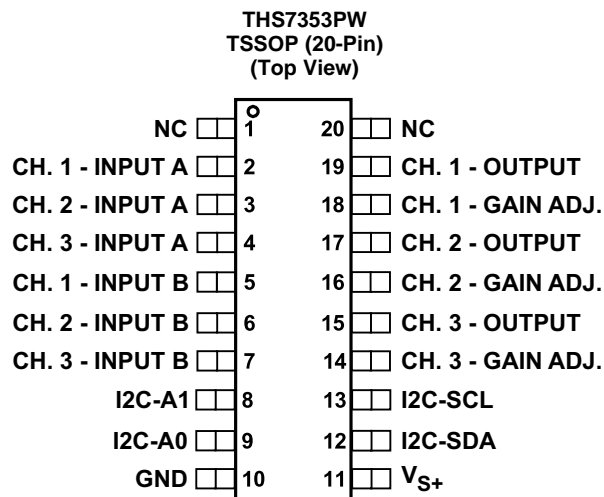 THS7353PW
TSSOP (20-Pin)
(Top View)
NC 1 20 NC
CH. 1 - INPUT A 2 19 CH. 1 - OUTPUT
CH. 2 - INPUT A 3 18 CH. 1 - GAIN ADJ.
CH. 3 - INPUT A 4 17 CH. 2 - OUTPUT
CH. 1 - INPUT B 5 16 CH. 2 - GAIN ADJ.
CH. 2 - INPUT B 6 15 CH. 3 - OUTPUT
CH. 3 - INPUT B 7 14 CH. 3 - GAIN ADJ.
I2C-A1 8 13 I2C-SCL
I2C-A0 9 12 I2C-SDA
GND 10 11 VS+